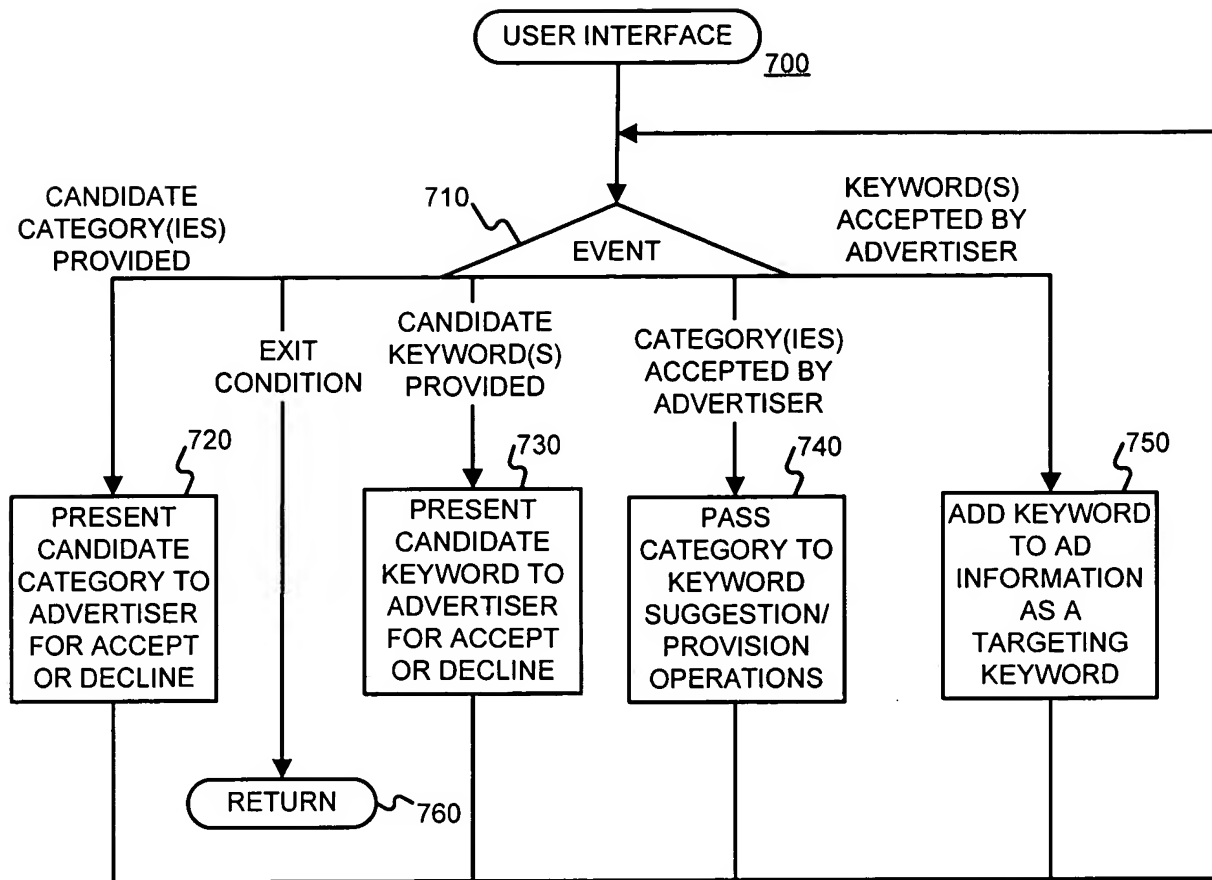 USER INTERFACE
700
CANDIDATE
CATEGORY(IES)
PROVIDED
710
EVENT
KEYWORD(S)
ACCEPTED BY
ADVERTISER
EXIT
CONDITION
CANDIDATE
KEYWORD(S)
PROVIDED
CATEGORY(IES)
ACCEPTED BY
ADVERTISER
720
PRESENT
CANDIDATE
CATEGORY TO
ADVERTISER
FOR ACCEPT
OR DECLINE
730
PRESENT
CANDIDATE
KEYWORD TO
ADVERTISER
FOR ACCEPT
OR DECLINE
740
PASS
CATEGORY TO
KEYWORD
SUGGESTION/
PROVISION
OPERATIONS
750
ADD KEYWORD
TO AD
INFORMATION
AS A
TARGETING
KEYWORD
RETURN
760